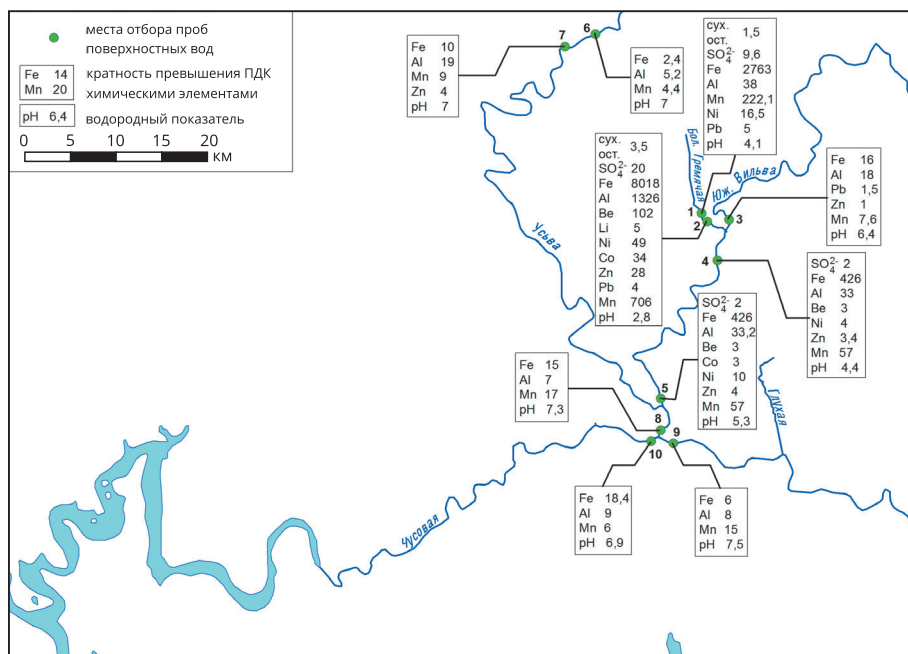 места отбора проб
поверхностных вод
Fe 14
Mn 20
кратность превышения ПДК
химическими элементами
pH 6,4
водородный показатель
0 5 10 15 20
км
7
Fe 10
Al 19
Mn 9
Zn 4
pH 7
6
Fe 2,4
Al 5,2
Mn 4,4
pH 7
сух.
ост. 1,5
SO₄²⁻ 9,6
Fe 2763
Al 38
Mn 222,1
Ni 16,5
Pb 5
pH 4,1
Бол. Гремячая
Юж. Вильва
1
2
3
сух.
ост. 3,5
SO₄²⁻ 20
Fe 8018
Al 1326
Be 102
Li 5
Ni 49
Co 34
Zn 28
Pb 4
Mn 706
pH 2,8
Fe 16
Al 18
Pb 1,5
Zn 1
Mn 7,6
pH 6,4
Усьва
4
SO₄²⁻ 2
Fe 426
Al 33
Be 3
Ni 4
Zn 3,4
Mn 57
pH 4,4
5
SO₄²⁻ 2
Fe 426
Al 33,2
Be 3
Co 3
Ni 10
Zn 4
Mn 57
pH 5,3
Глухая
Fe 15
Al 7
Mn 17
pH 7,3
8
9
10
Fe 18,4
Al 9
Mn 6
pH 6,9
Fe 6
Al 8
Mn 15
pH 7,5
Чусовая